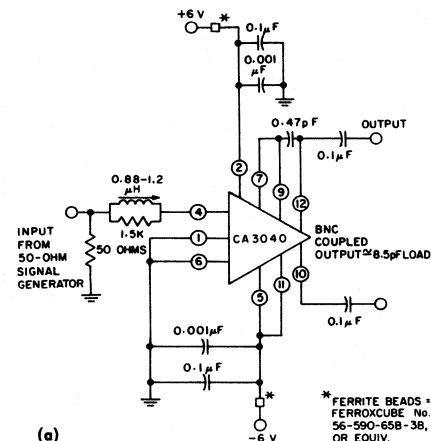 +6 V
*
0.1μF
0.001
μF
0.47pF
OUTPUT
0.1μF
2
7
9
12
0.88-1.2
μH
4
1.5K
INPUT
FROM
50-OHM
SIGNAL
GENERATOR
50 OHMS
1
6
CA3040
BNC
COUPLED
OUTPUT≃8.5pF LOAD
10
5
11
0.001μF
0.1μF
0.1μF
*
*FERRITE BEADS =
FERROXCUBE No.
56-590-65B-3B,
OR EQUIV.
-6 V
(a)